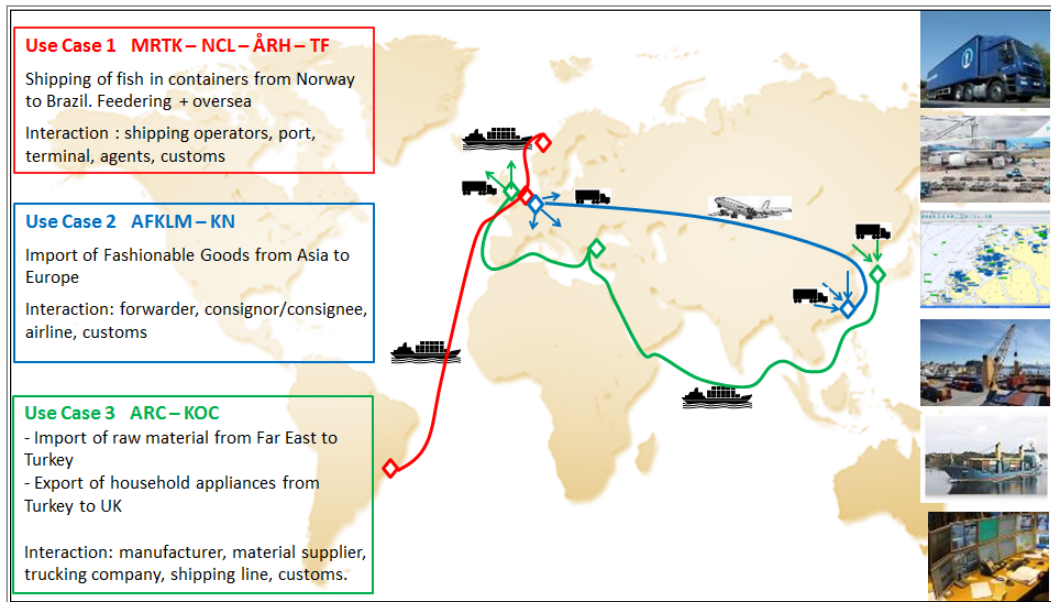 Use Case 1 MRTK – NCL – ÅRH – TF
Shipping of fish in containers from Norway
to Brazil. Feedering + oversea
Interaction : shipping operators, port,
terminal, agents, customs
Use Case 2 AFKLM – KN
Import of Fashionable Goods from Asia to
Europe
Interaction: forwarder, consignor/consignee,
airline, customs
Use Case 3 ARC – KOC
- Import of raw material from Far East to
Turkey
- Export of household appliances from
Turkey to UK
Interaction: manufacturer, material supplier,
trucking company, shipping line, customs.